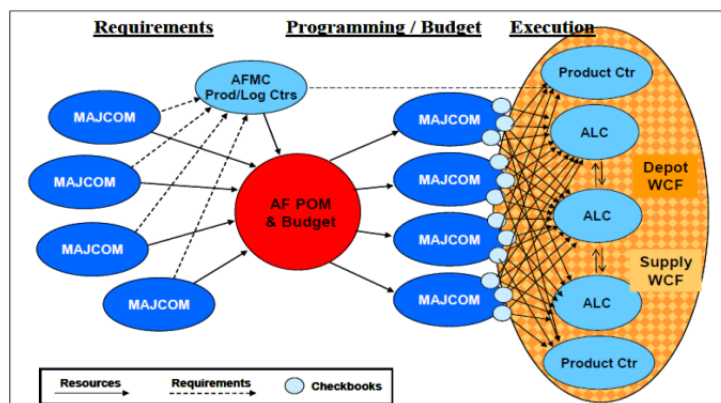 Requirements
Programming / Budget
Execution
AFMC
Prod/Log Ctrs
Product Ctr
MAJCOM
MAJCOM
ALC
MAJCOM
MAJCOM
Depot
WCF
AF POM
& Budget
MAJCOM
ALC
MAJCOM
MAJCOM
Supply
WCF
MAJCOM
MAJCOM
ALC
Product Ctr
Resources
Requirements
Checkbooks